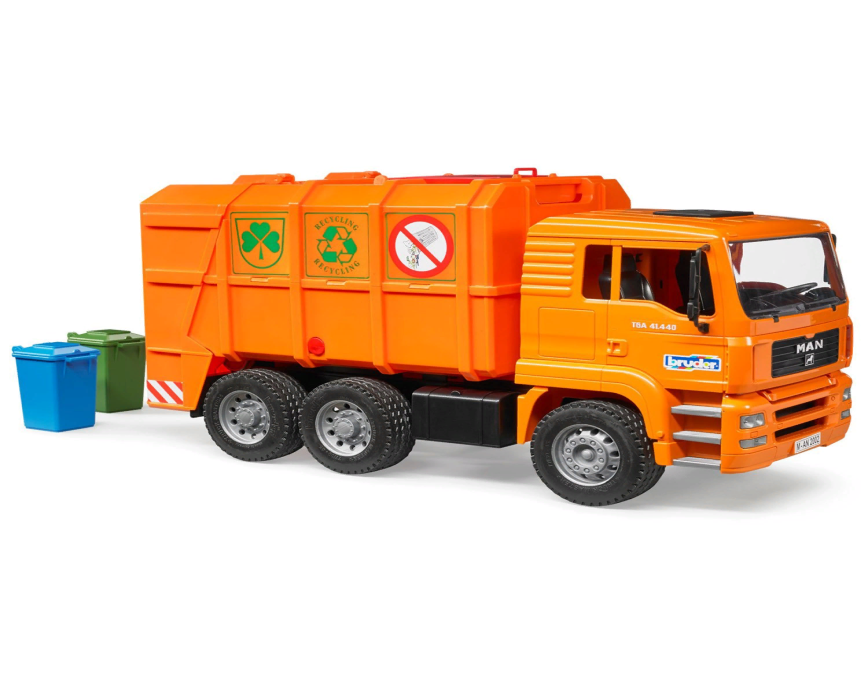 RECYCLING
RECYCLING
TGA 41.440
bruder
MAN
M-AN 2002